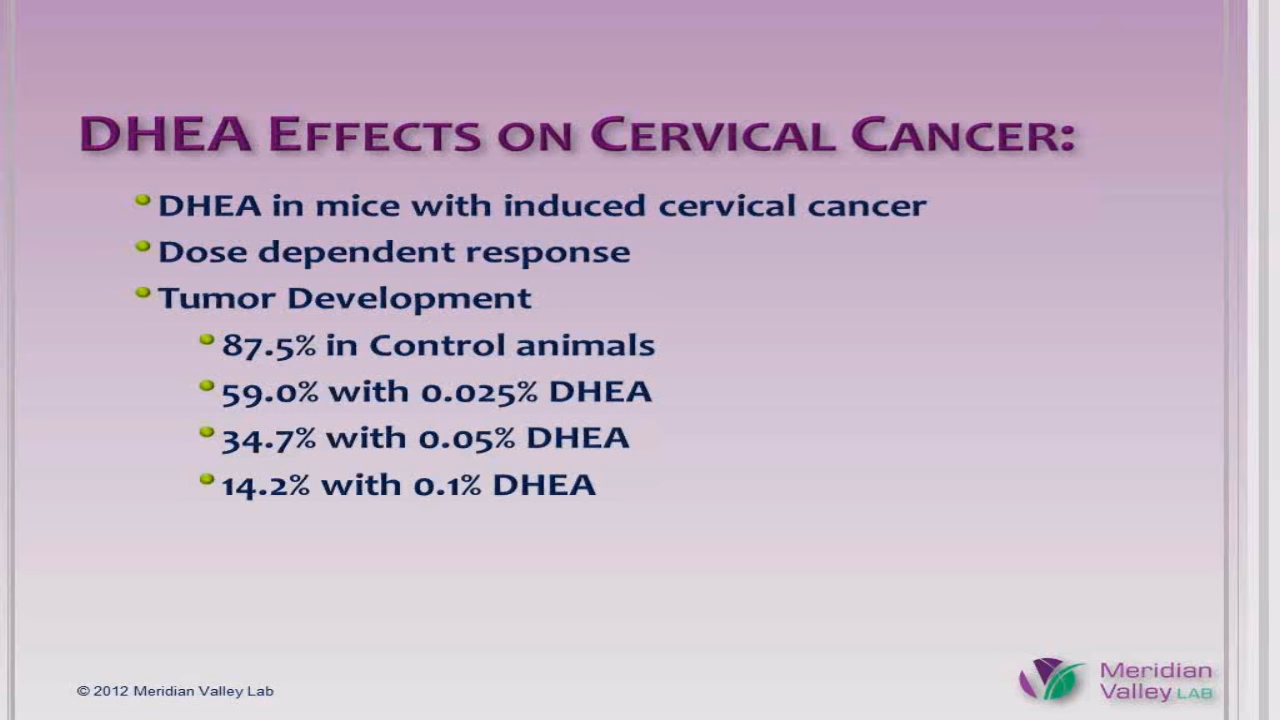 DHEA EFFECTS ON CERVICAL CANCER:
DHEA in mice with induced cervical cancer
Dose dependent response
Tumor Development
87.5% in Control animals
59.0% with 0.025% DHEA
34.7% with 0.05% DHEA
14.2% with 0.1% DHEA
© 2012 Meridian Valley Lab
Meridian
Valley LAB